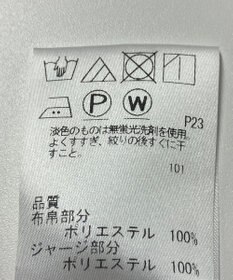 P W P23
淡色のものは無蛍光洗剤を使用。
よくすすぎ、絞りの後すぐに干
すこと。
101
品質
布帛部分
ポリエステル 100%
ジャージ部分
ポリエステル 100%